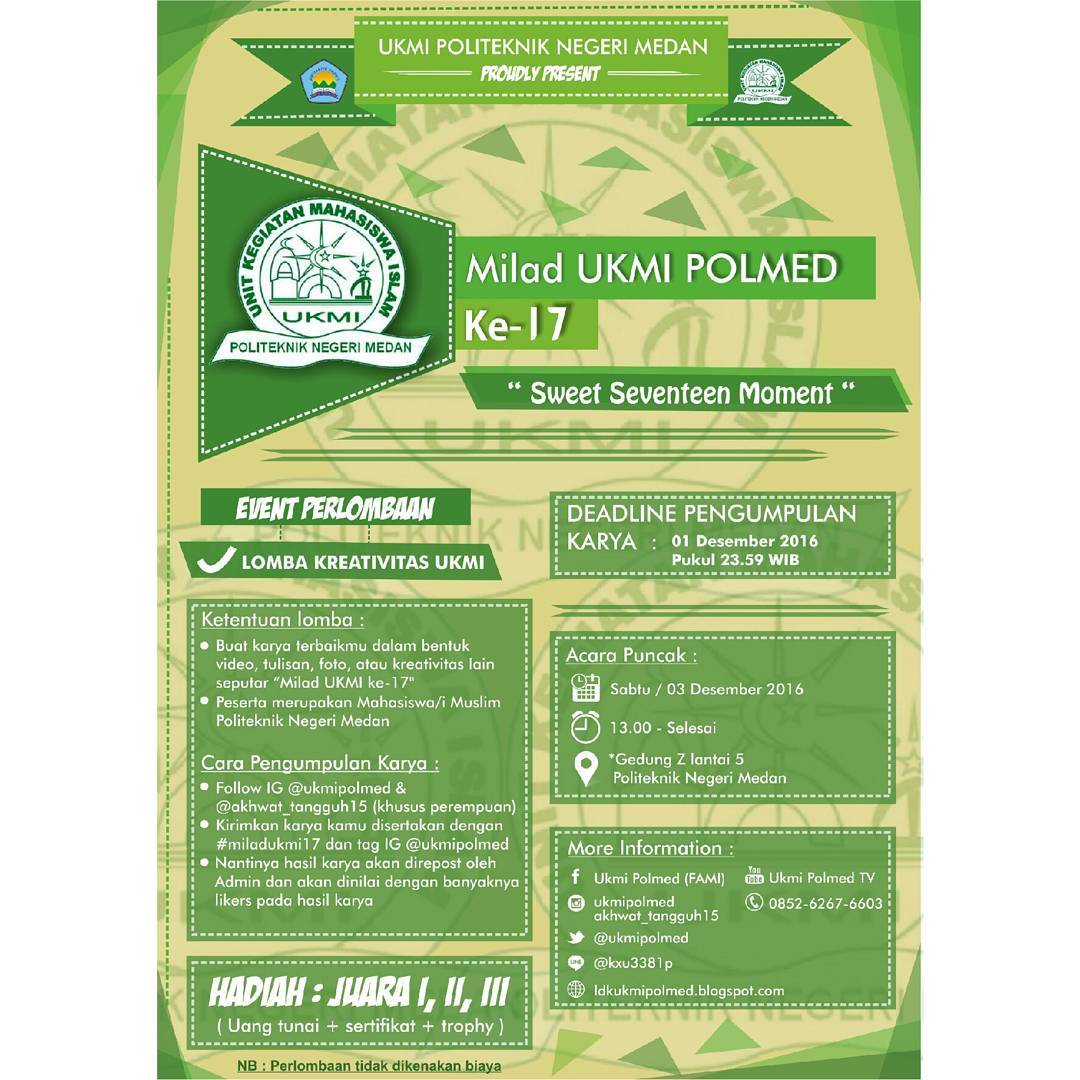 UKMI POLITEKNIK NEGERI MEDAN
PROUDLY PRESENT
UNIT KEGIATAN MAHASISWA ISLAM
UKMI
POLITEKNIK NEGERI MEDAN
Milad UKMI POLMED
Ke-17
“ Sweet Seventeen Moment “
EVENT PERLOMBAAN
LOMBA KREATIVITAS UKMI
Ketentuan lomba :
• Buat karya terbaikmu dalam bentuk
video, tulisan, foto, atau kreativitas lain
seputar “Milad UKMI ke-17"
• Peserta merupakan Mahasiswa/i Muslim
Politeknik Negeri Medan
Cara Pengumpulan Karya :
• Follow IG @ukmipolmed &
@akhwat_tangguh15 (khusus perempuan)
• Kirimkan karya kamu disertakan dengan
#miladukmi17 dan tag IG @ukmipolmed
• Nantinya hasil karya akan direpost oleh
Admin dan akan dinilai dengan banyaknya
likers pada hasil karya
HADIAH : JUARA I, II, III
( Uang tunai + sertifikat + trophy )
NB : Perlombaan tidak dikenakan biaya
DEADLINE PENGUMPULAN
KARYA : 01 Desember 2016
Pukul 23.59 WIB
Acara Puncak :
Sabtu / 03 Desember 2016
13.00 - Selesai
*Gedung Z lantai 5
Politeknik Negeri Medan
More Information :
f Ukmi Polmed (FAMI)
You Tube Ukmi Polmed TV
ukmipolmed
akhwat_tangguh15
0852-6267-6603
@ukmipolmed
LINE @kxu3381p
ldkukmipolmed.blogspot.com